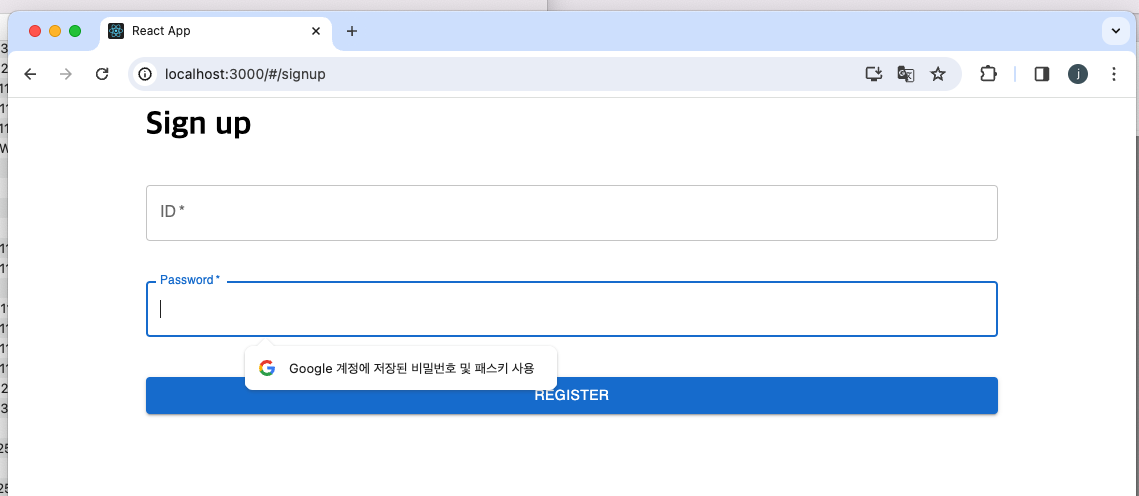 React App
localhost:3000/#/signup
j
Sign up
ID *
Password *
Google 계정에 저장된 비밀번호 및 패스키 사용
REGISTER